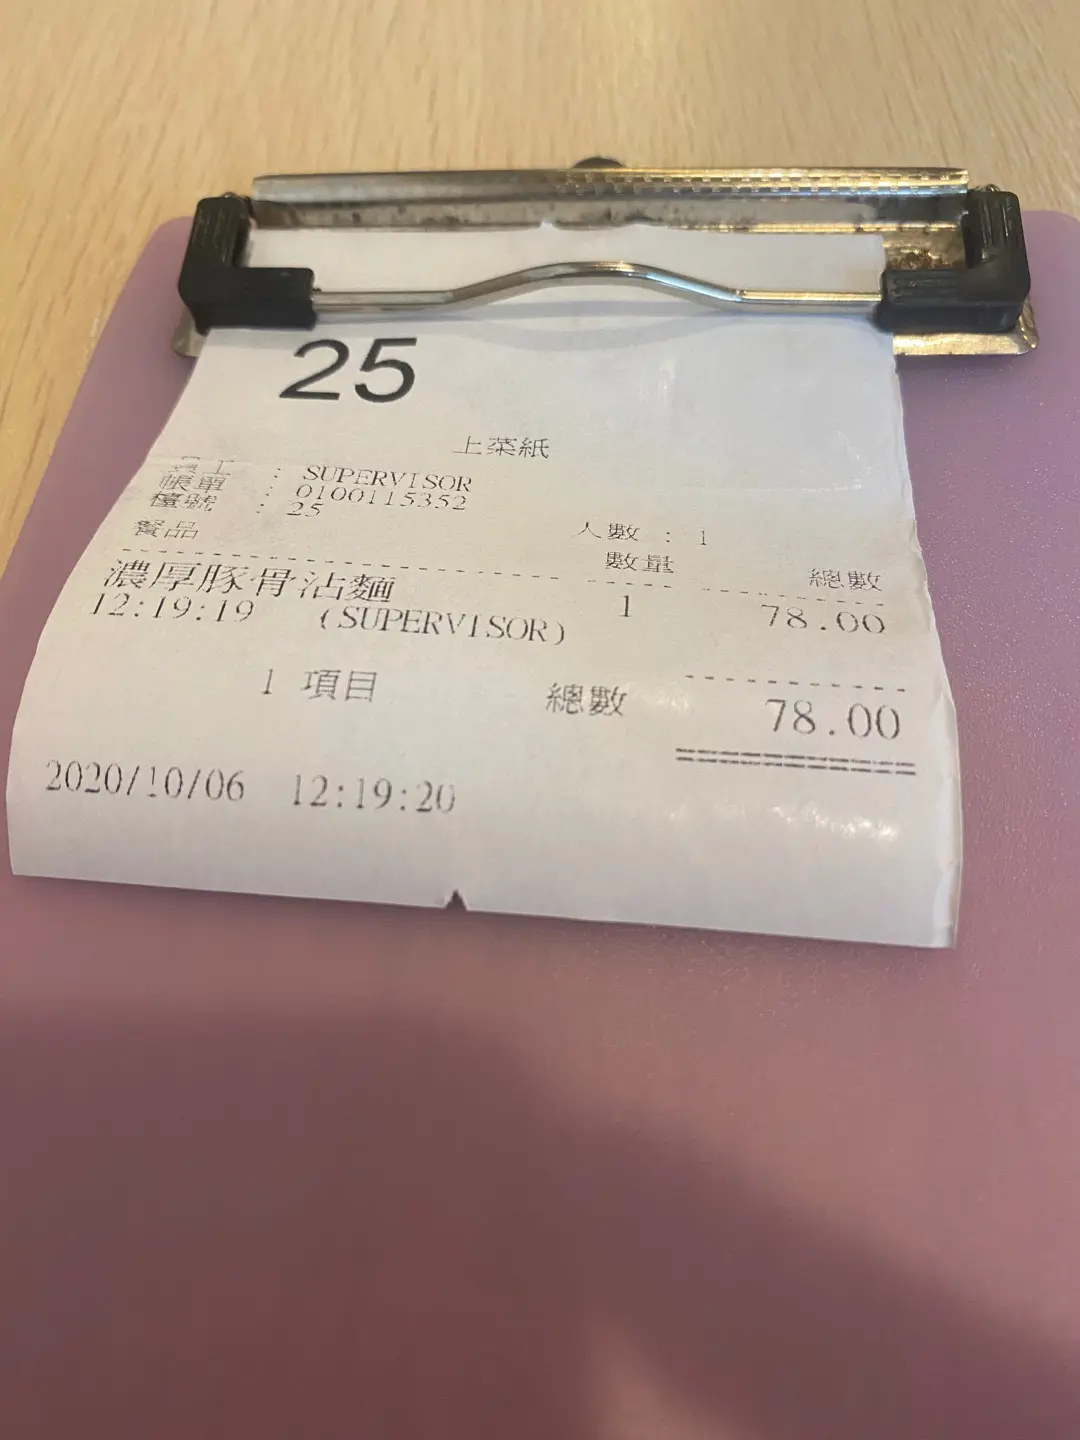 25
上菜紙
員工 : SUPERVISOR
帳單 : 0100115352
檯號 : 25 人數 : 1
餐品 數量 總數
濃厚豚骨沾麵 1 78.00
12:19:19 (SUPERVISOR)
1 項目 總數 78.00
2020/10/06 12:19:20